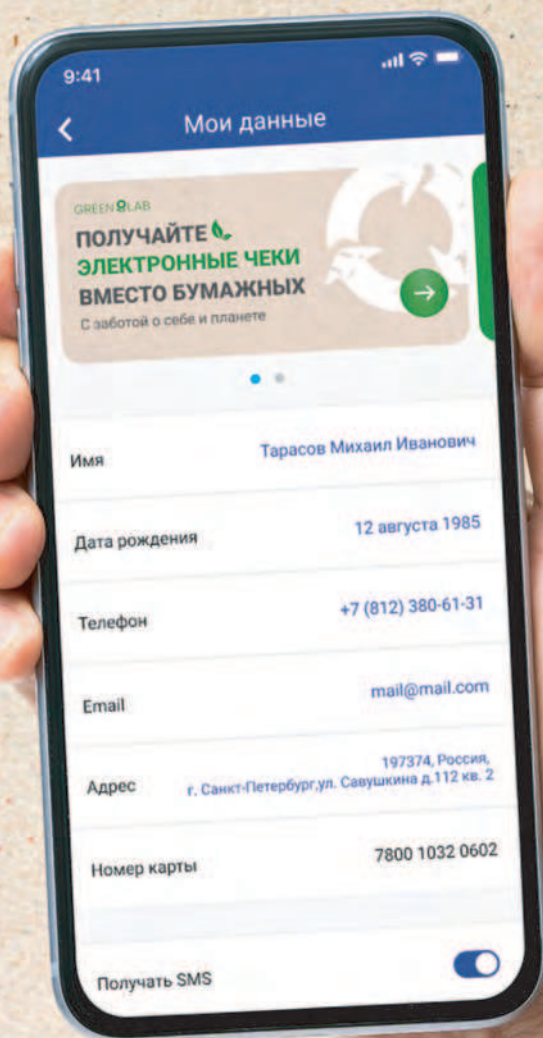 9:41
Мои данные
GREEN LAB
ПОЛУЧАЙТЕ
ЭЛЕКТРОННЫЕ ЧЕКИ
ВМЕСТО БУМАЖНЫХ
С заботой о себе и планете
Имя Тарасов Михаил Иванович
Дата рождения 12 августа 1985
Телефон +7 (812) 380-61-31
Email mail@mail.com
Адрес 197374, Россия,
г. Санкт-Петербург,ул. Савушкина д.112 кв. 2
Номер карты 7800 1032 0602
Получать SMS